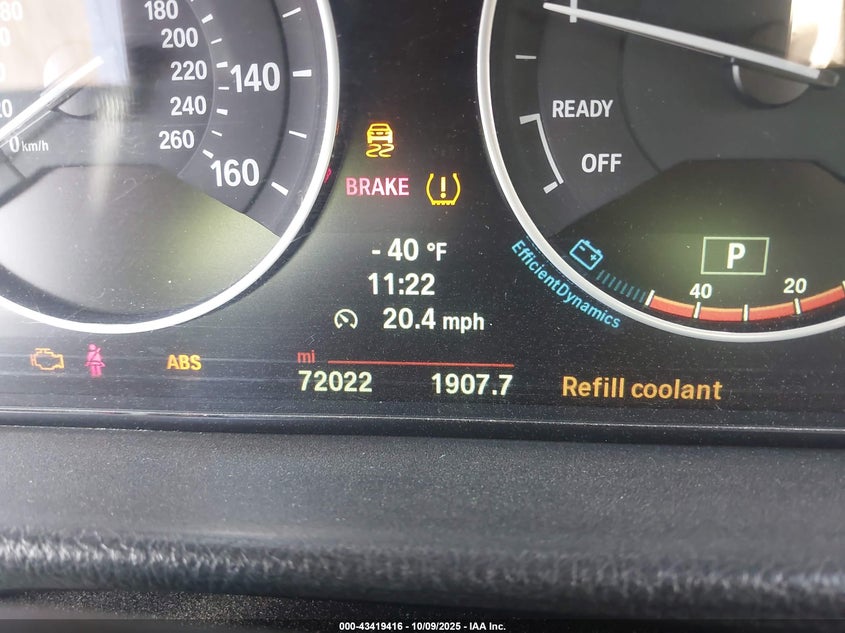 180
200
220
240
260
0 km/h
140
160
BRAKE
- 40 °F
11:22
20.4 mph
READY
OFF
P
EfficientDynamics
40
20
ABS
mi
72022
1907.7
Refill coolant
000-43419416 - 10/09/2025 - IAA Inc.